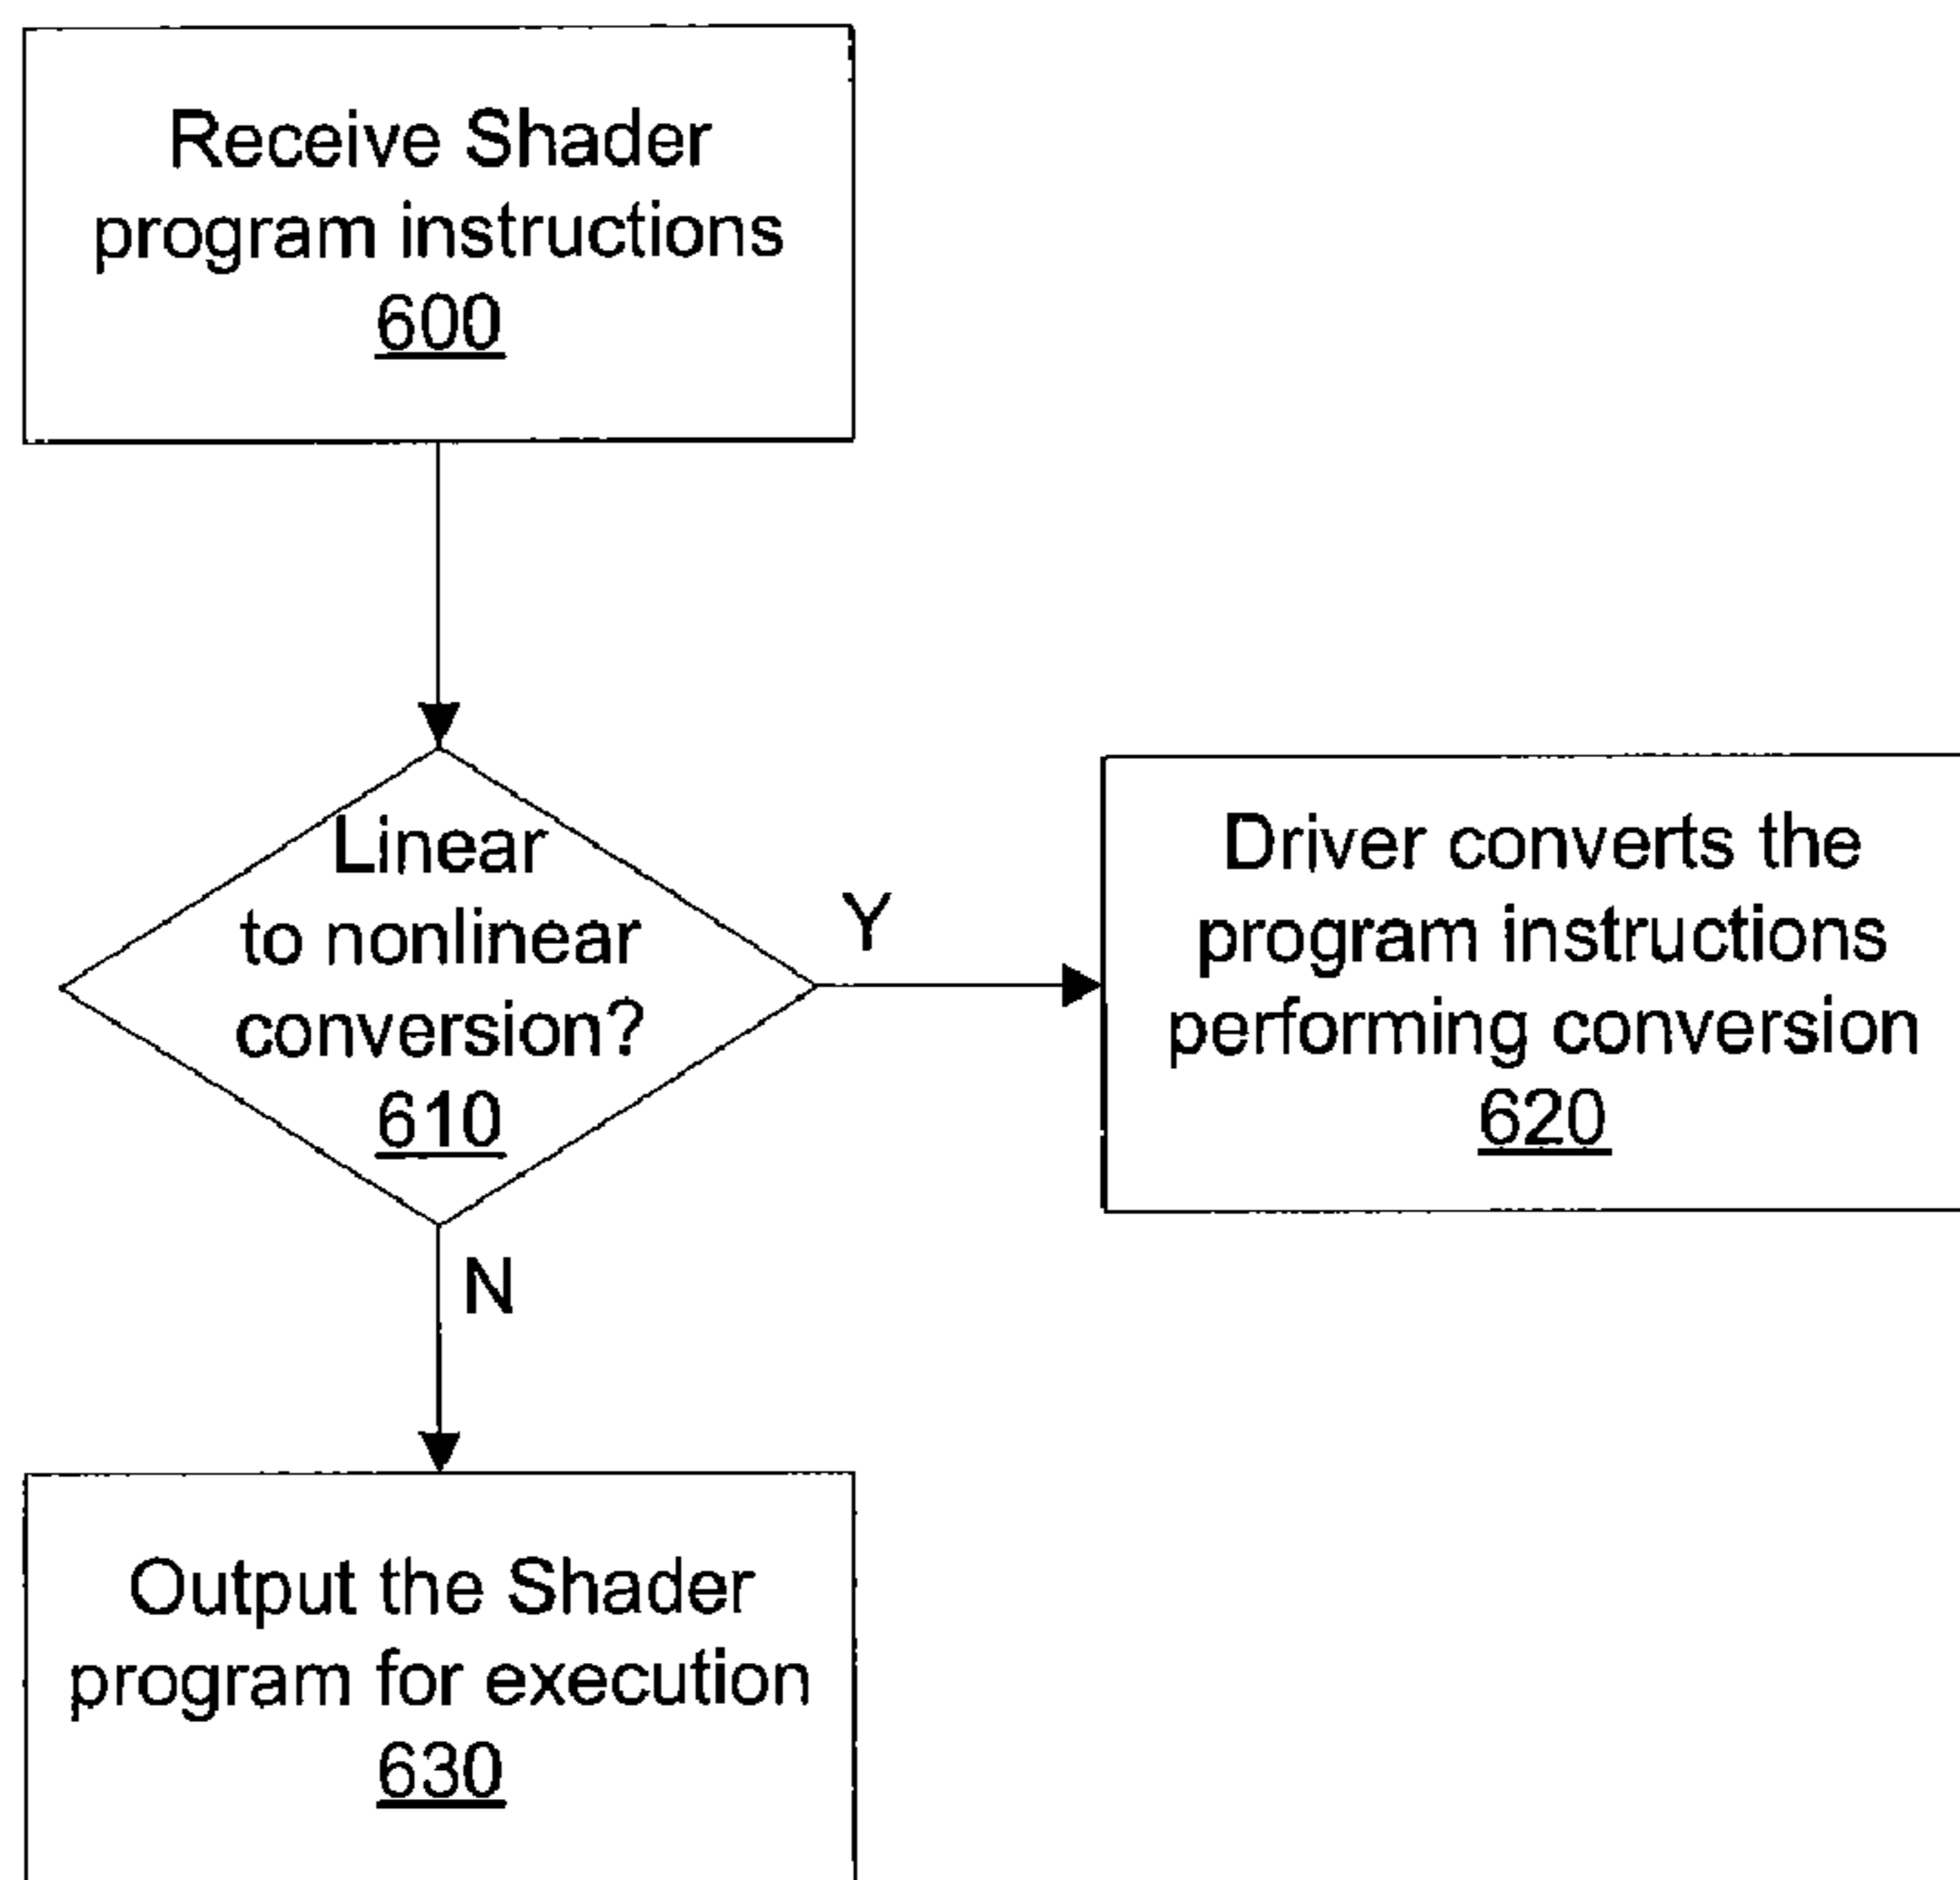 Receive Shader
program instructions
600
Linear
to nonlinear
conversion?
610
Y
Driver converts the
program instructions
performing conversion
620
N
Output the Shader
program for execution
630